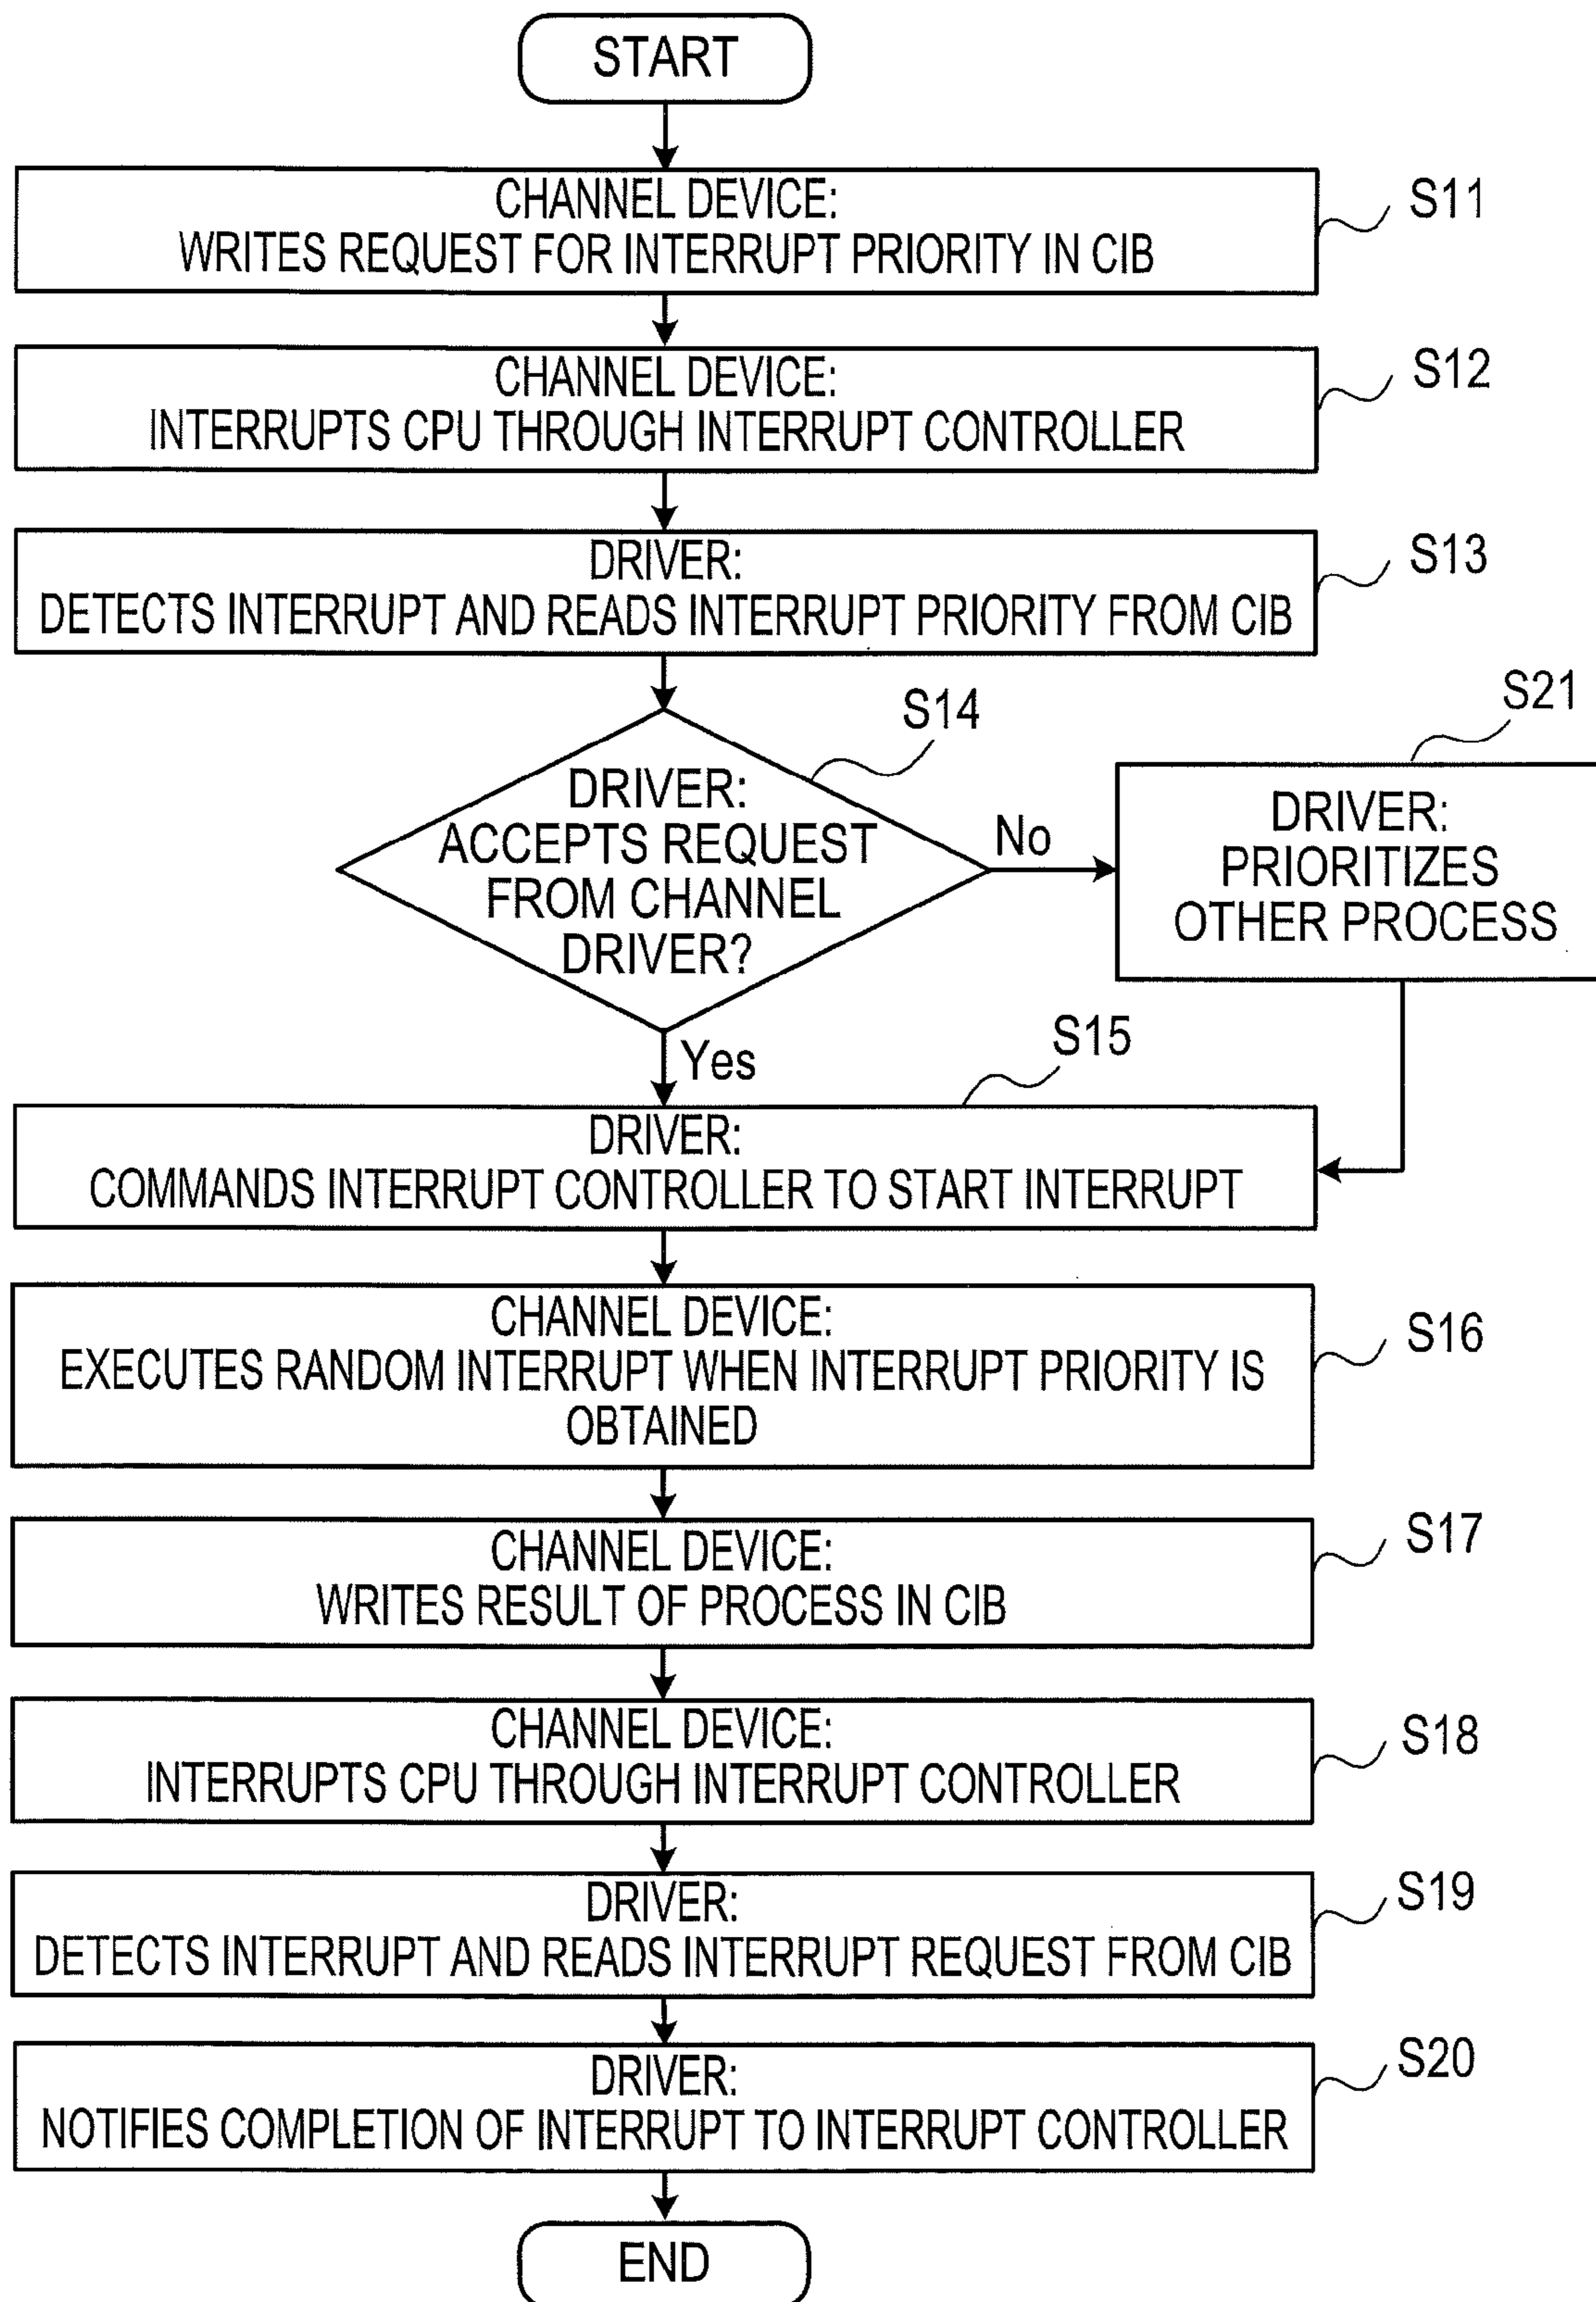 START
CHANNEL DEVICE:
WRITES REQUEST FOR INTERRUPT PRIORITY IN CIB
S11
CHANNEL DEVICE:
INTERRUPTS CPU THROUGH INTERRUPT CONTROLLER
S12
DRIVER:
DETECTS INTERRUPT AND READS INTERRUPT PRIORITY FROM CIB
S13
S14
DRIVER:
ACCEPTS REQUEST
FROM CHANNEL
DRIVER?
No
S21
DRIVER:
PRIORITIZES
OTHER PROCESS
Yes
S15
DRIVER:
COMMANDS INTERRUPT CONTROLLER TO START INTERRUPT
CHANNEL DEVICE:
EXECUTES RANDOM INTERRUPT WHEN INTERRUPT PRIORITY IS
OBTAINED
S16
CHANNEL DEVICE:
WRITES RESULT OF PROCESS IN CIB
S17
CHANNEL DEVICE:
INTERRUPTS CPU THROUGH INTERRUPT CONTROLLER
S18
DRIVER:
DETECTS INTERRUPT AND READS INTERRUPT REQUEST FROM CIB
S19
DRIVER:
NOTIFIES COMPLETION OF INTERRUPT TO INTERRUPT CONTROLLER
S20
END